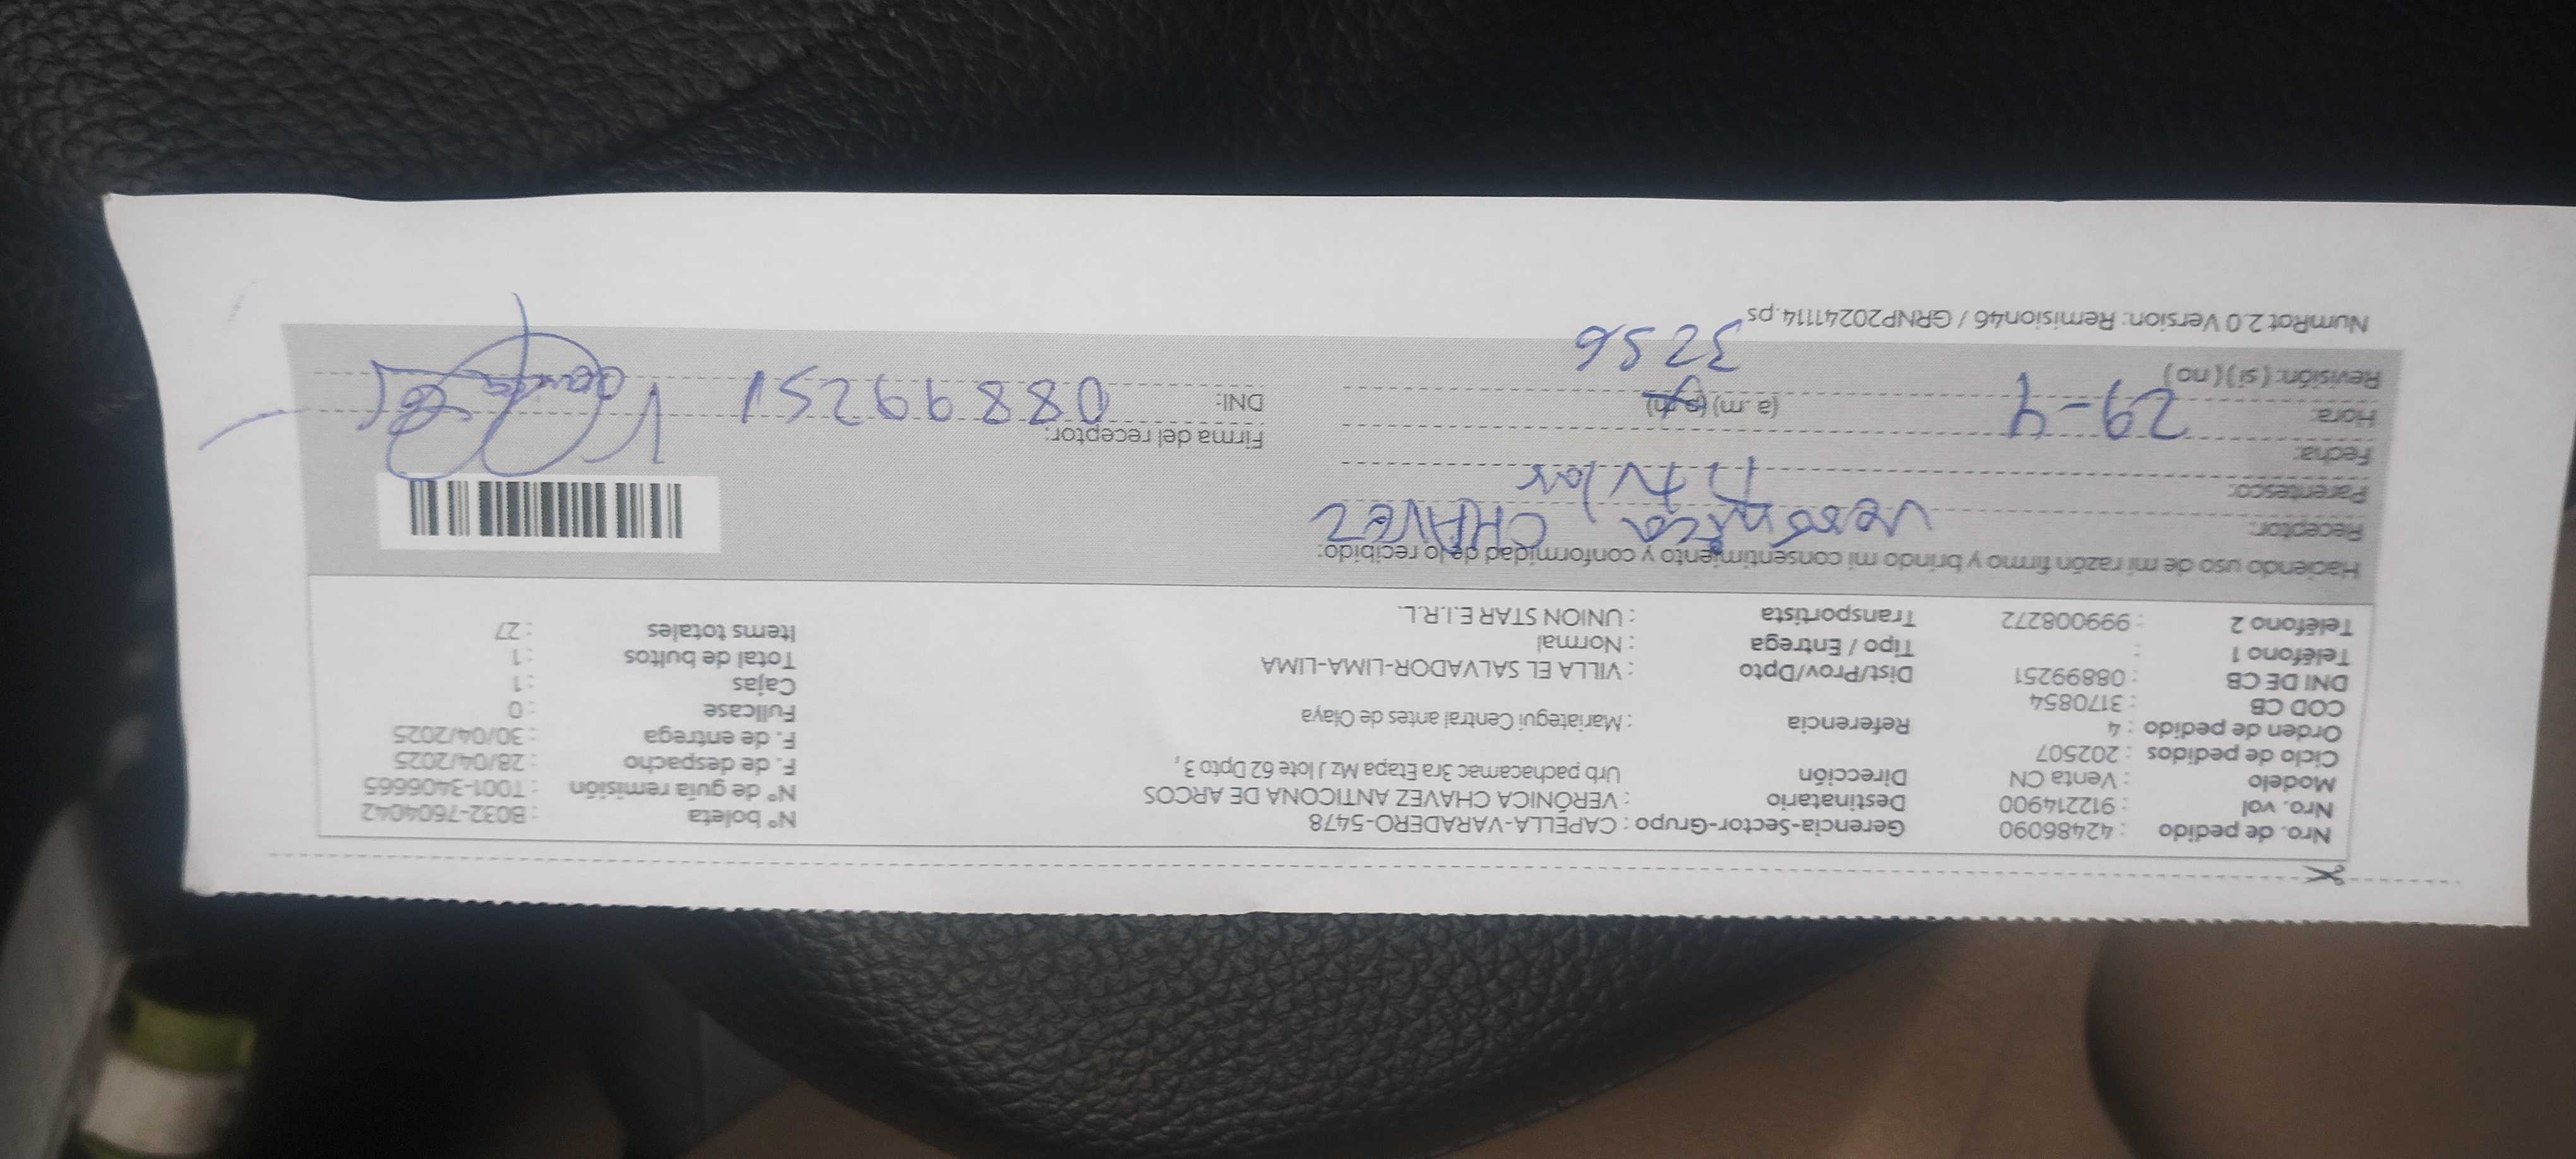 Nro. de pedido : 42486090 Gerencia-Sector-Grupo : CAPELLA-VARADERO-5478 Nº boleta : B032-7604042
Nro. vol : 912214900 Destinatario : VERÓNICA CHAVEZ ANTICONA DE ARCOS Nº de guía remisión : T001-3406665
Modelo : Venta CN Dirección Urb pachacamac 3ra Etapa Mz J lote 62 Dpto 3 , F. de despacho : 28/04/2025
Ciclo de pedidos : 202507 F. de entrega : 30/04/2025
Orden de pedido : 4 Referencia : Mariategui Central antes de Olaya Fullcase : 0
COD CB : 3170854 Cajas : 1
DNI DE CB : 08899251 Dist/Prov/Dpto : VILLA EL SALVADOR-LIMA-LIMA Total de bultos : 1
Teléfono 1 : Tipo / Entrega : Normal Items totales : 27
Teléfono 2 : 999008272 Transportista : UNION STAR E.I.R.L.
Haciendo uso de mi razón firmo y brindo mi consentimiento y conformidad de lo recibido:
Receptor: Verónica CHAVEZ
Parentesco: titular
Fecha: 29-4 Firma del receptor:
Hora: (a.m) (p.m) DNI: 08899251
Revisión: ( si ) ( no ) 3256
NumRot 2.0 Version: Remision46 / GRNP20241114.ps